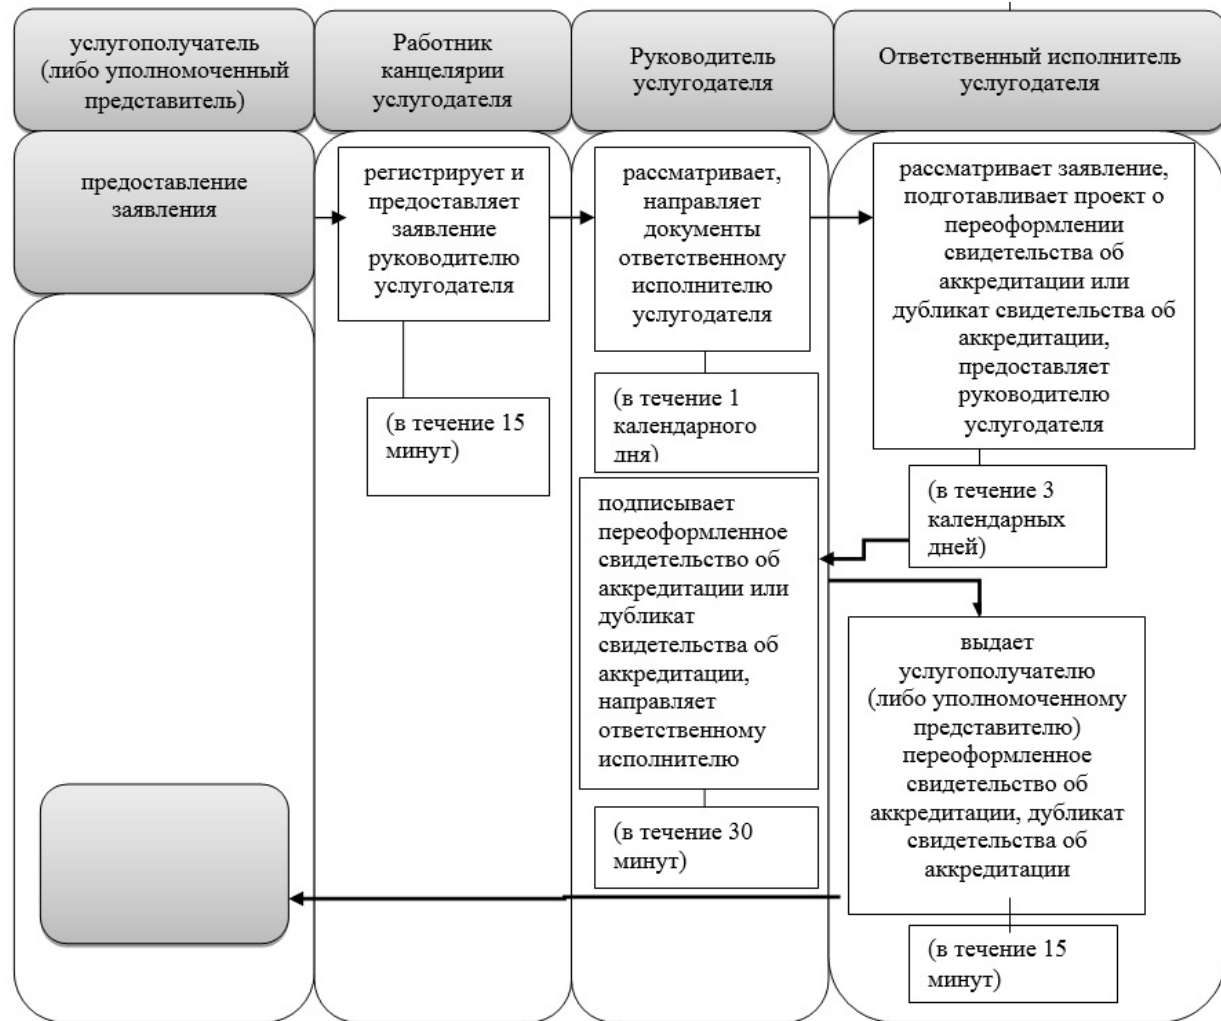 услугополучатель
(либо уполномоченный
представитель)
Работник
канцелярии
услугодателя
Руководитель
услугодателя
Ответственный исполнитель
услугодателя
предоставление
заявления
регистрирует и
предоставляет
заявление
руководителю
услугодателя
(в течение 15
минут)
рассматривает,
направляет
документы
ответственному
исполнителю
услугодателя
(в течение 1
календарного
дня)
рассматривает заявление,
подготавливает проект о
переоформлении
свидетельства об
аккредитации или
дубликат свидетельства об
аккредитации,
предоставляет
руководителю
услугодателя
(в течение 3
календарных
дней)
подписывает
переоформленное
свидетельство об
аккредитации или
дубликат
свидетельства об
аккредитации,
направляет
ответственному
исполнителю
(в течение 30
минут)
выдает
услугополучателю
(либо уполномоченному
представителю)
переоформленное
свидетельство об
аккредитации, дубликат
свидетельства об
аккредитации
(в течение 15
минут)